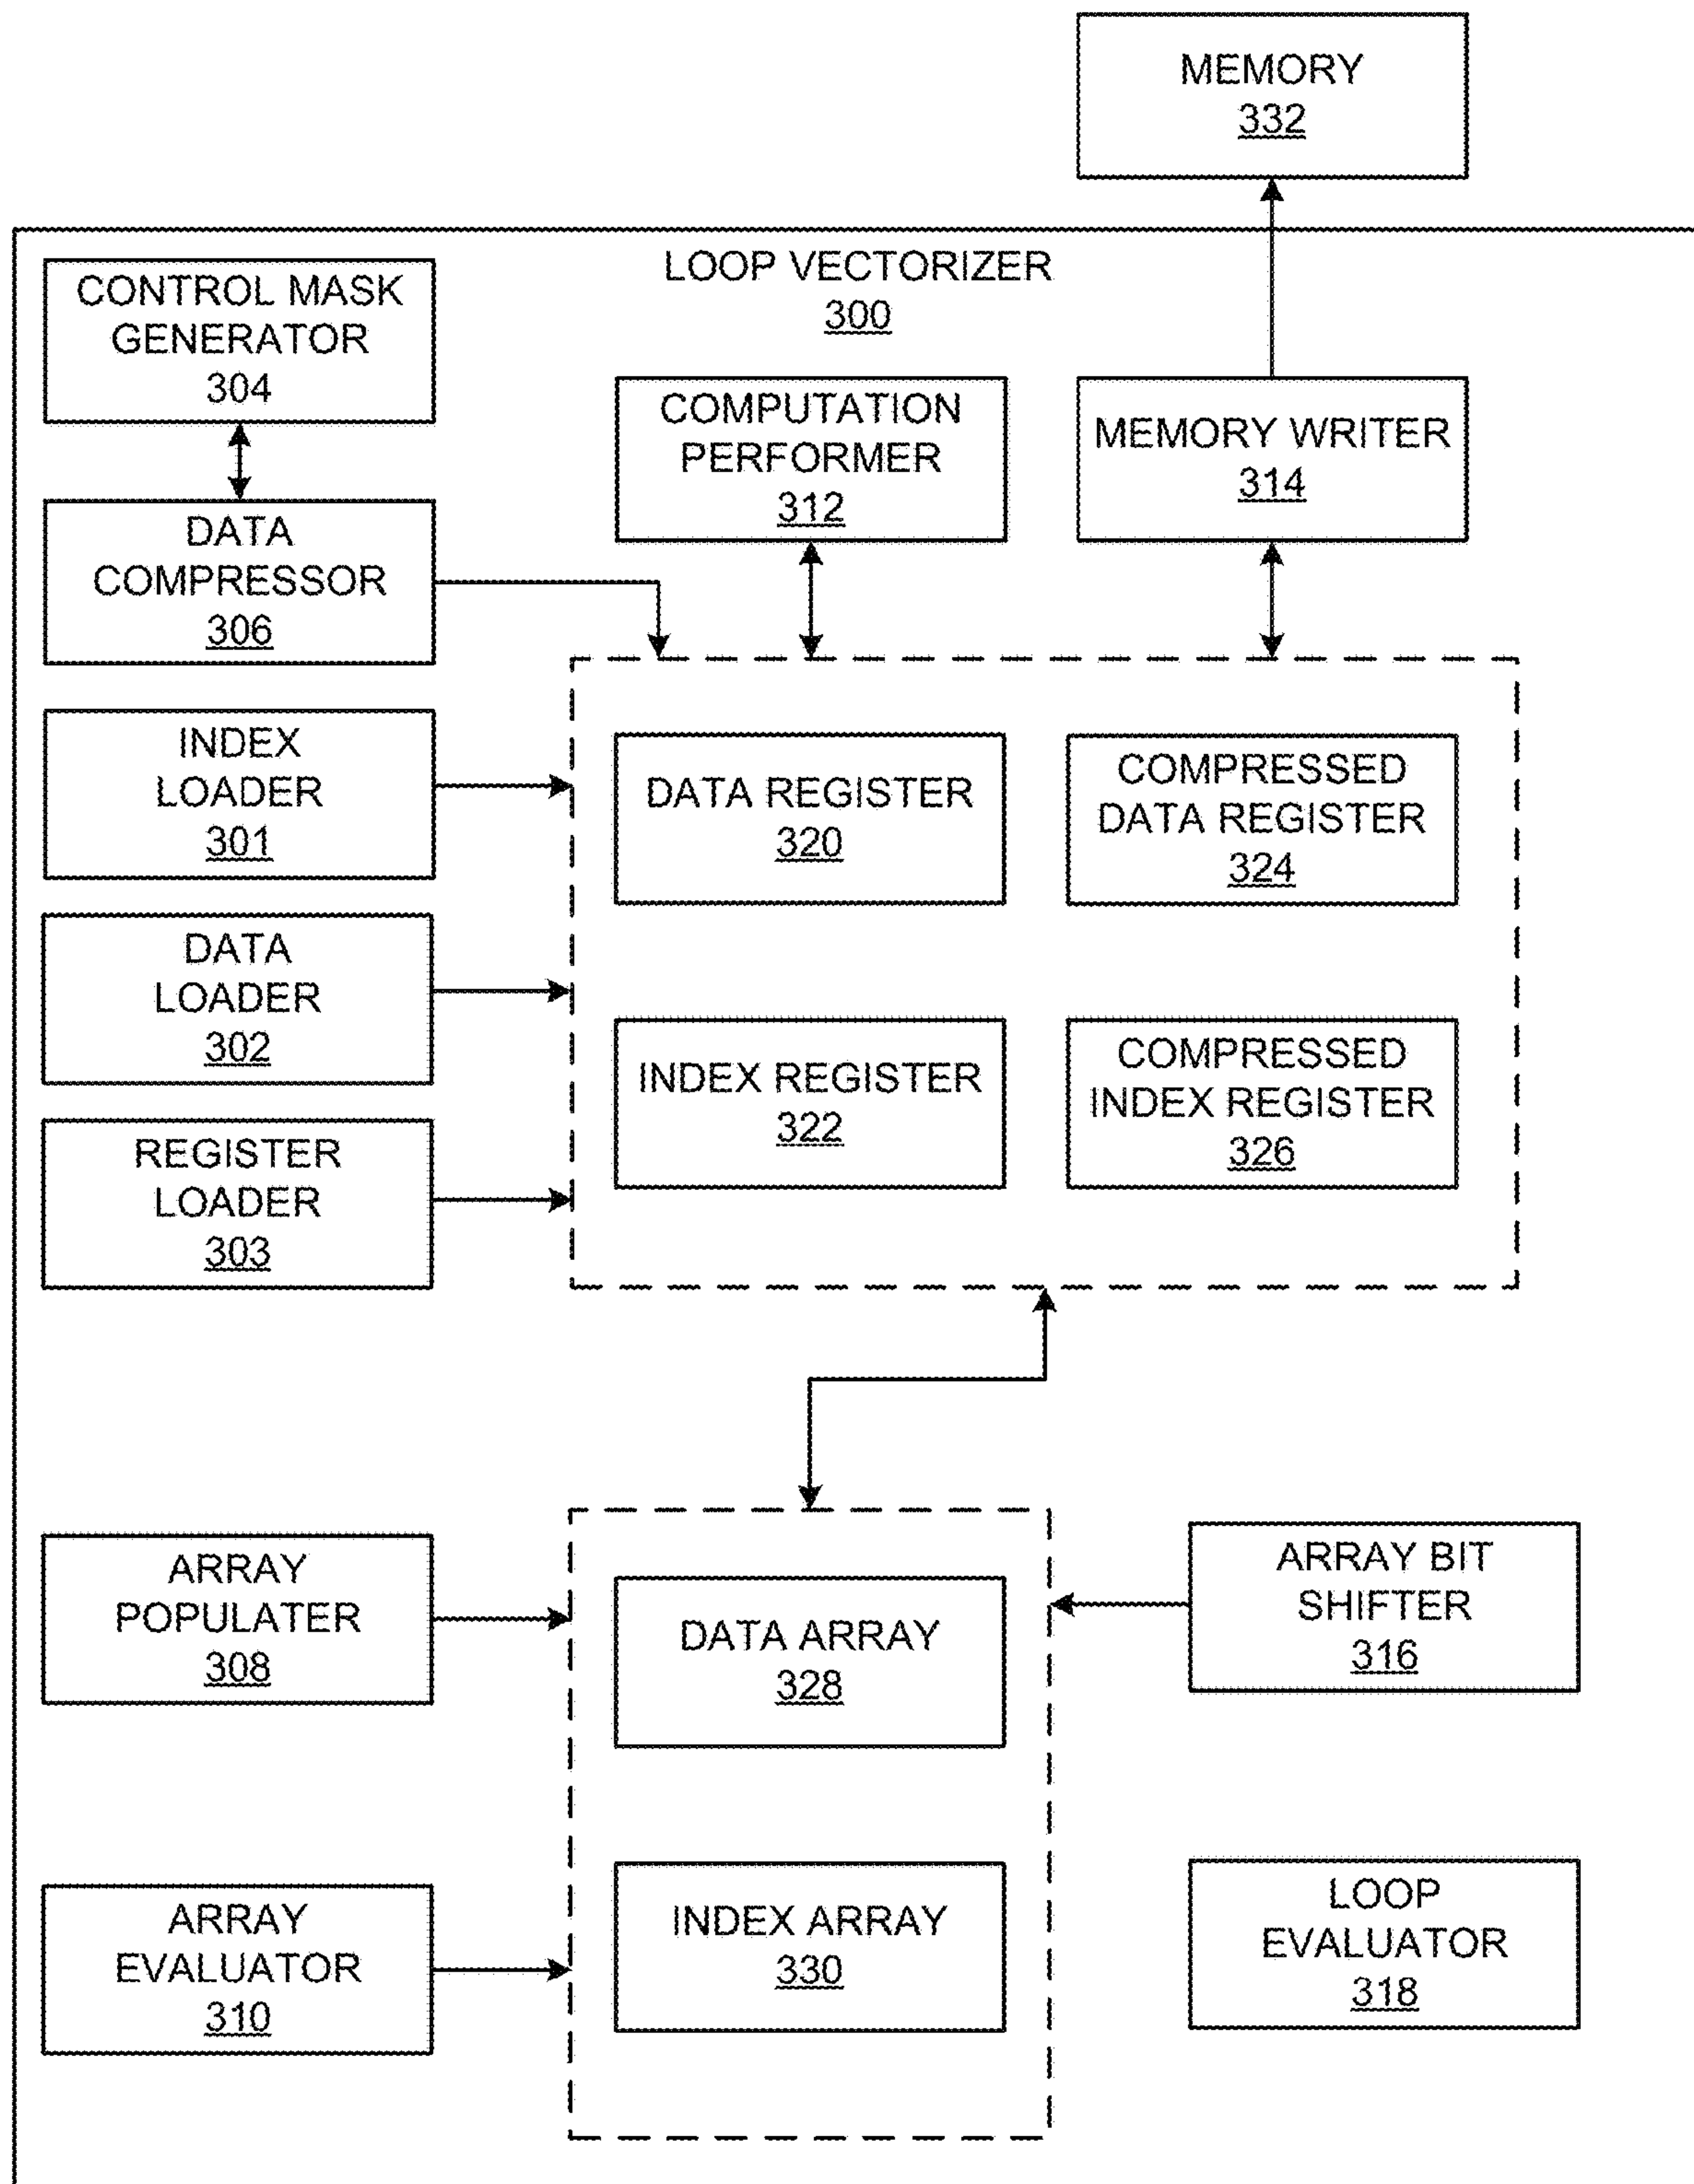 MEMORY
332
LOOP VECTORIZER
300
CONTROL MASK
GENERATOR
304
COMPUTATION
PERFORMER
312
MEMORY WRITER
314
DATA
COMPRESSOR
306
INDEX
LOADER
301
DATA REGISTER
320
COMPRESSED
DATA REGISTER
324
DATA
LOADER
302
INDEX REGISTER
322
COMPRESSED
INDEX REGISTER
326
REGISTER
LOADER
303
ARRAY
POPULATER
308
DATA ARRAY
328
ARRAY BIT
SHIFTER
316
ARRAY
EVALUATOR
310
INDEX ARRAY
330
LOOP
EVALUATOR
318